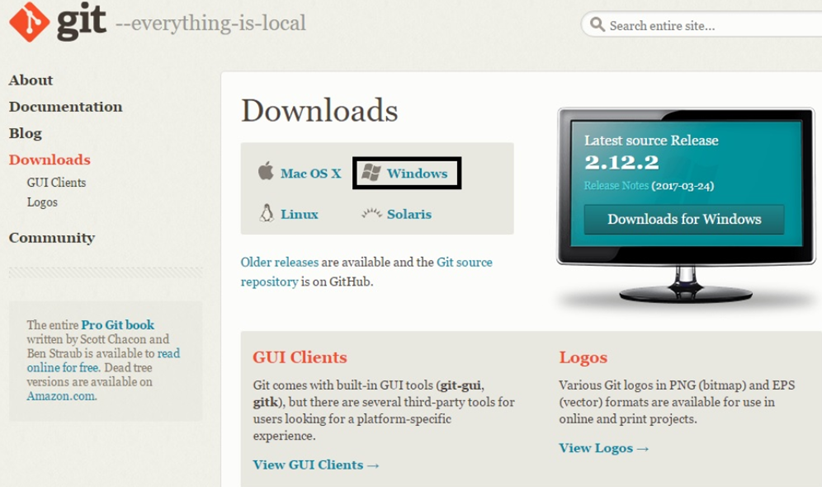 git --everything-is-local
Search entire site...
About
Documentation
Blog
Downloads
GUI Clients
Logos
Community
The entire Pro Git book
written by Scott Chacon and
Ben Straub is available to read
online for free. Dead tree
versions are available on
Amazon.com.
Downloads
Mac OS X Windows
Linux Solaris
Older releases are available and the Git source
repository is on GitHub.
Latest source Release
2.12.2
Release Notes (2017-03-24)
Downloads for Windows
GUI Clients
Git comes with built-in GUI tools (git-gui,
gitk), but there are several third-party tools for
users looking for a platform-specific
experience.
View GUI Clients →
Logos
Various Git logos in PNG (bitmap) and EPS
(vector) formats are available for use in
online and print projects.
View Logos →